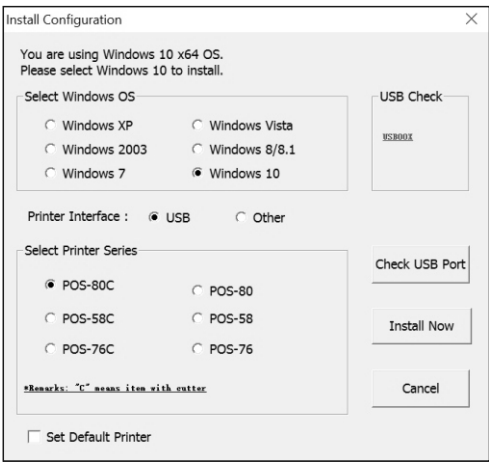 Install Configuration
You are using Windows 10 x64 OS.
Please select Windows 10 to install.
Select Windows OS
Windows XP
Windows Vista
Windows 2003
Windows 8/8.1
Windows 7
Windows 10
USB Check
USB00X
Printer Interface :
USB
Other
Select Printer Series
POS-80C
POS-80
POS-58C
POS-58
POS-76C
POS-76
*Remarks: "C" means item with cutter
Check USB Port
Install Now
Cancel
Set Default Printer